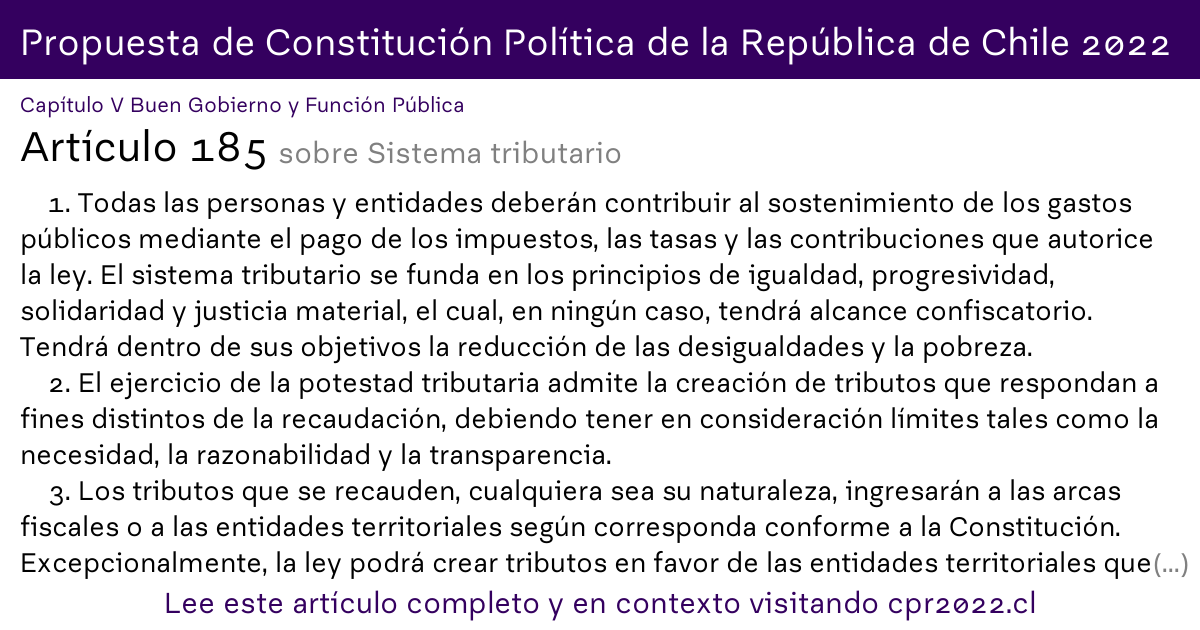 Propuesta de Constitución Política de la República de Chile 2022
Capítulo V Buen Gobierno y Función Pública
Artículo 185 sobre Sistema tributario
1. Todas las personas y entidades deberán contribuir al sostenimiento de los gastos
públicos mediante el pago de los impuestos, las tasas y las contribuciones que autorice
la ley. El sistema tributario se funda en los principios de igualdad, progresividad,
solidaridad y justicia material, el cual, en ningún caso, tendrá alcance confiscatorio.
Tendrá dentro de sus objetivos la reducción de las desigualdades y la pobreza.
2. El ejercicio de la potestad tributaria admite la creación de tributos que respondan a
fines distintos de la recaudación, debiendo tener en consideración límites tales como la
necesidad, la razonabilidad y la transparencia.
3. Los tributos que se recauden, cualquiera sea su naturaleza, ingresarán a las arcas
fiscales o a las entidades territoriales según corresponda conforme a la Constitución.
Excepcionalmente, la ley podrá crear tributos en favor de las entidades territoriales que(...)
Lee este artículo completo y en contexto visitando cpr2022.cl